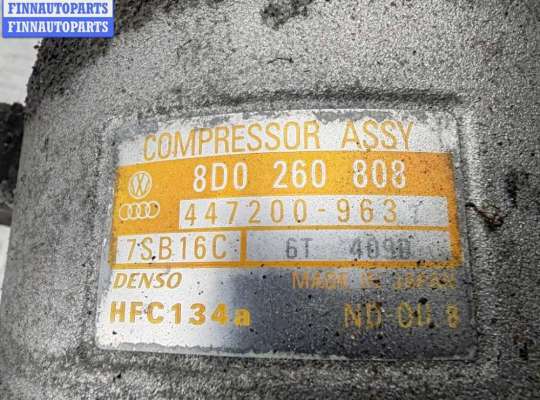 FINNAUTOPARTS
FINNAUTOPARTS
COMPRESSOR ASSY
8D0 260 808
447200-963
7SB16C 6T 4090
DENSO MADE IN JAPAN
HFC134a ND-OIL 8